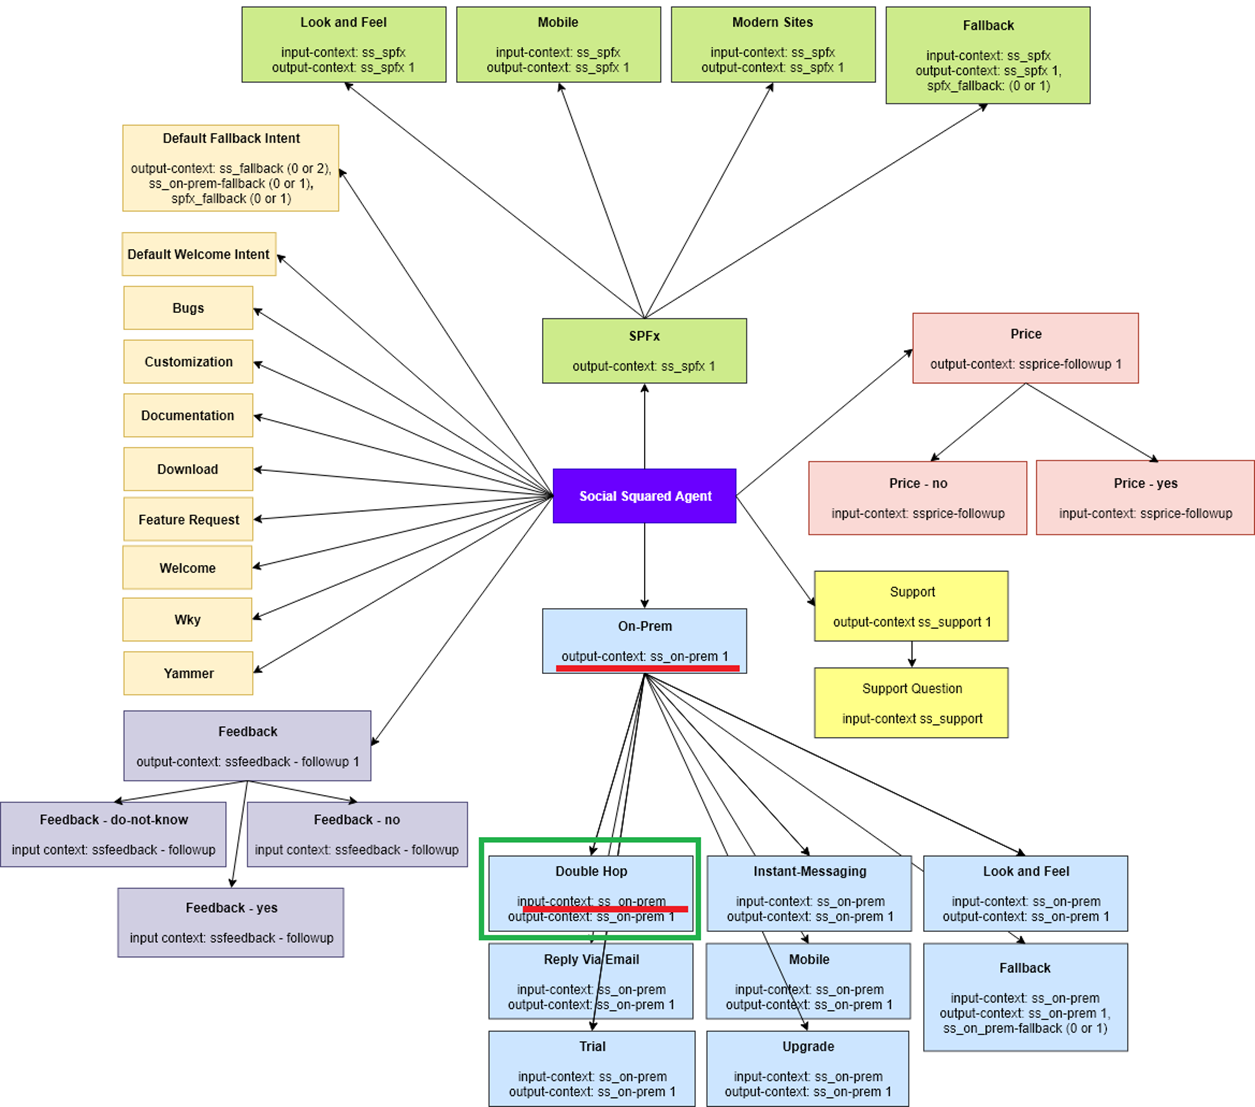 Look and Feel
input-context: ss_spfx
output-context: ss_spfx 1
Mobile
input-context: ss_spfx
output-context: ss_spfx 1
Modern Sites
input-context: ss_spfx
output-context: ss_spfx 1
Fallback
input-context: ss_spfx
output-context: ss_spfx 1,
spfx_fallback: (0 or 1)
Default Fallback Intent
output-context: ss_fallback (0 or 2),
ss_on-prem-fallback (0 or 1),
spfx_fallback (0 or 1)
Default Welcome Intent
Bugs
Customization
Documentation
Download
Feature Request
Welcome
Wky
Yammer
SPFx
output-context: ss_spfx 1
Price
output-context: ssprice-followup 1
Price - no
input-context: ssprice-followup
Price - yes
input-context: ssprice-followup
Social Squared Agent
Support
output-context ss_support 1
Support Question
input-context ss_support
On-Prem
output-context: ss_on-prem 1
Feedback
output-context: ssfeedback - followup 1
Feedback - do-not-know
input context: ssfeedback - followup
Feedback - no
input context: ssfeedback - followup
Feedback - yes
input context: ssfeedback - followup
Double Hop
input-context: ss_on-prem
output-context: ss_on-prem 1
Instant-Messaging
input-context: ss_on-prem
output-context: ss_on-prem 1
Look and Feel
input-context: ss_on-prem
output-context: ss_on-prem 1
Reply Via Email
input-context: ss_on-prem
output-context: ss_on-prem 1
Mobile
input-context: ss_on-prem
output-context: ss_on-prem 1
Fallback
input-context: ss_on-prem
output-context: ss_on-prem 1,
ss_on_prem-fallback (0 or 1)
Trial
input-context: ss_on-prem
output-context: ss_on-prem 1
Upgrade
input-context: ss_on-prem
output-context: ss_on-prem 1